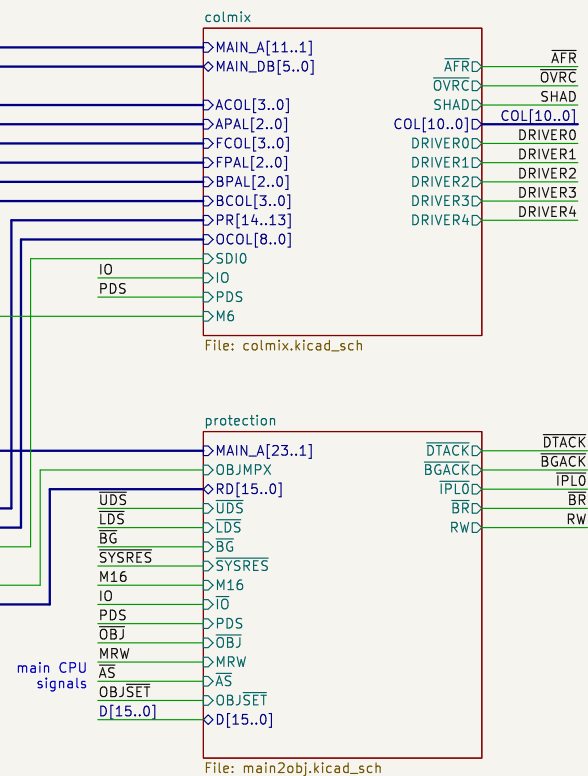 colmix
MAIN_A[11..1]
MAIN_DB[5..0]
AFR
AFR
OVRC
OVRC
ACOL[3..0]
SHAD
SHAD
APAL[2..0]
COL[10..0]
COL[10..0]
FCOL[3..0]
DRIVER0
DRIVER0
FPAL[2..0]
DRIVER1
DRIVER1
BPAL[2..0]
DRIVER2
DRIVER2
BCOL[3..0]
DRIVER3
DRIVER3
PR[14..13]
DRIVER4
DRIVER4
OCOL[8..0]
SDI0
IO
IO
PDS
PDS
M6
File: colmix.kicad_sch
protection
MAIN_A[23..1]
DTACK
DTACK
OBJMPX
BGACK
BGACK
RD[15..0]
IPL0
IPL0
UDS
UDS
BR
BR
LDS
LDS
RW
RW
BG
BG
SYSRES
SYSRES
M16
M16
IO
IO
PDS
PDS
OBJ
OBJ
MRW
MRW
main CPU
signals
AS
AS
OBJSET
OBJSET
D[15..0]
D[15..0]
File: main2obj.kicad_sch